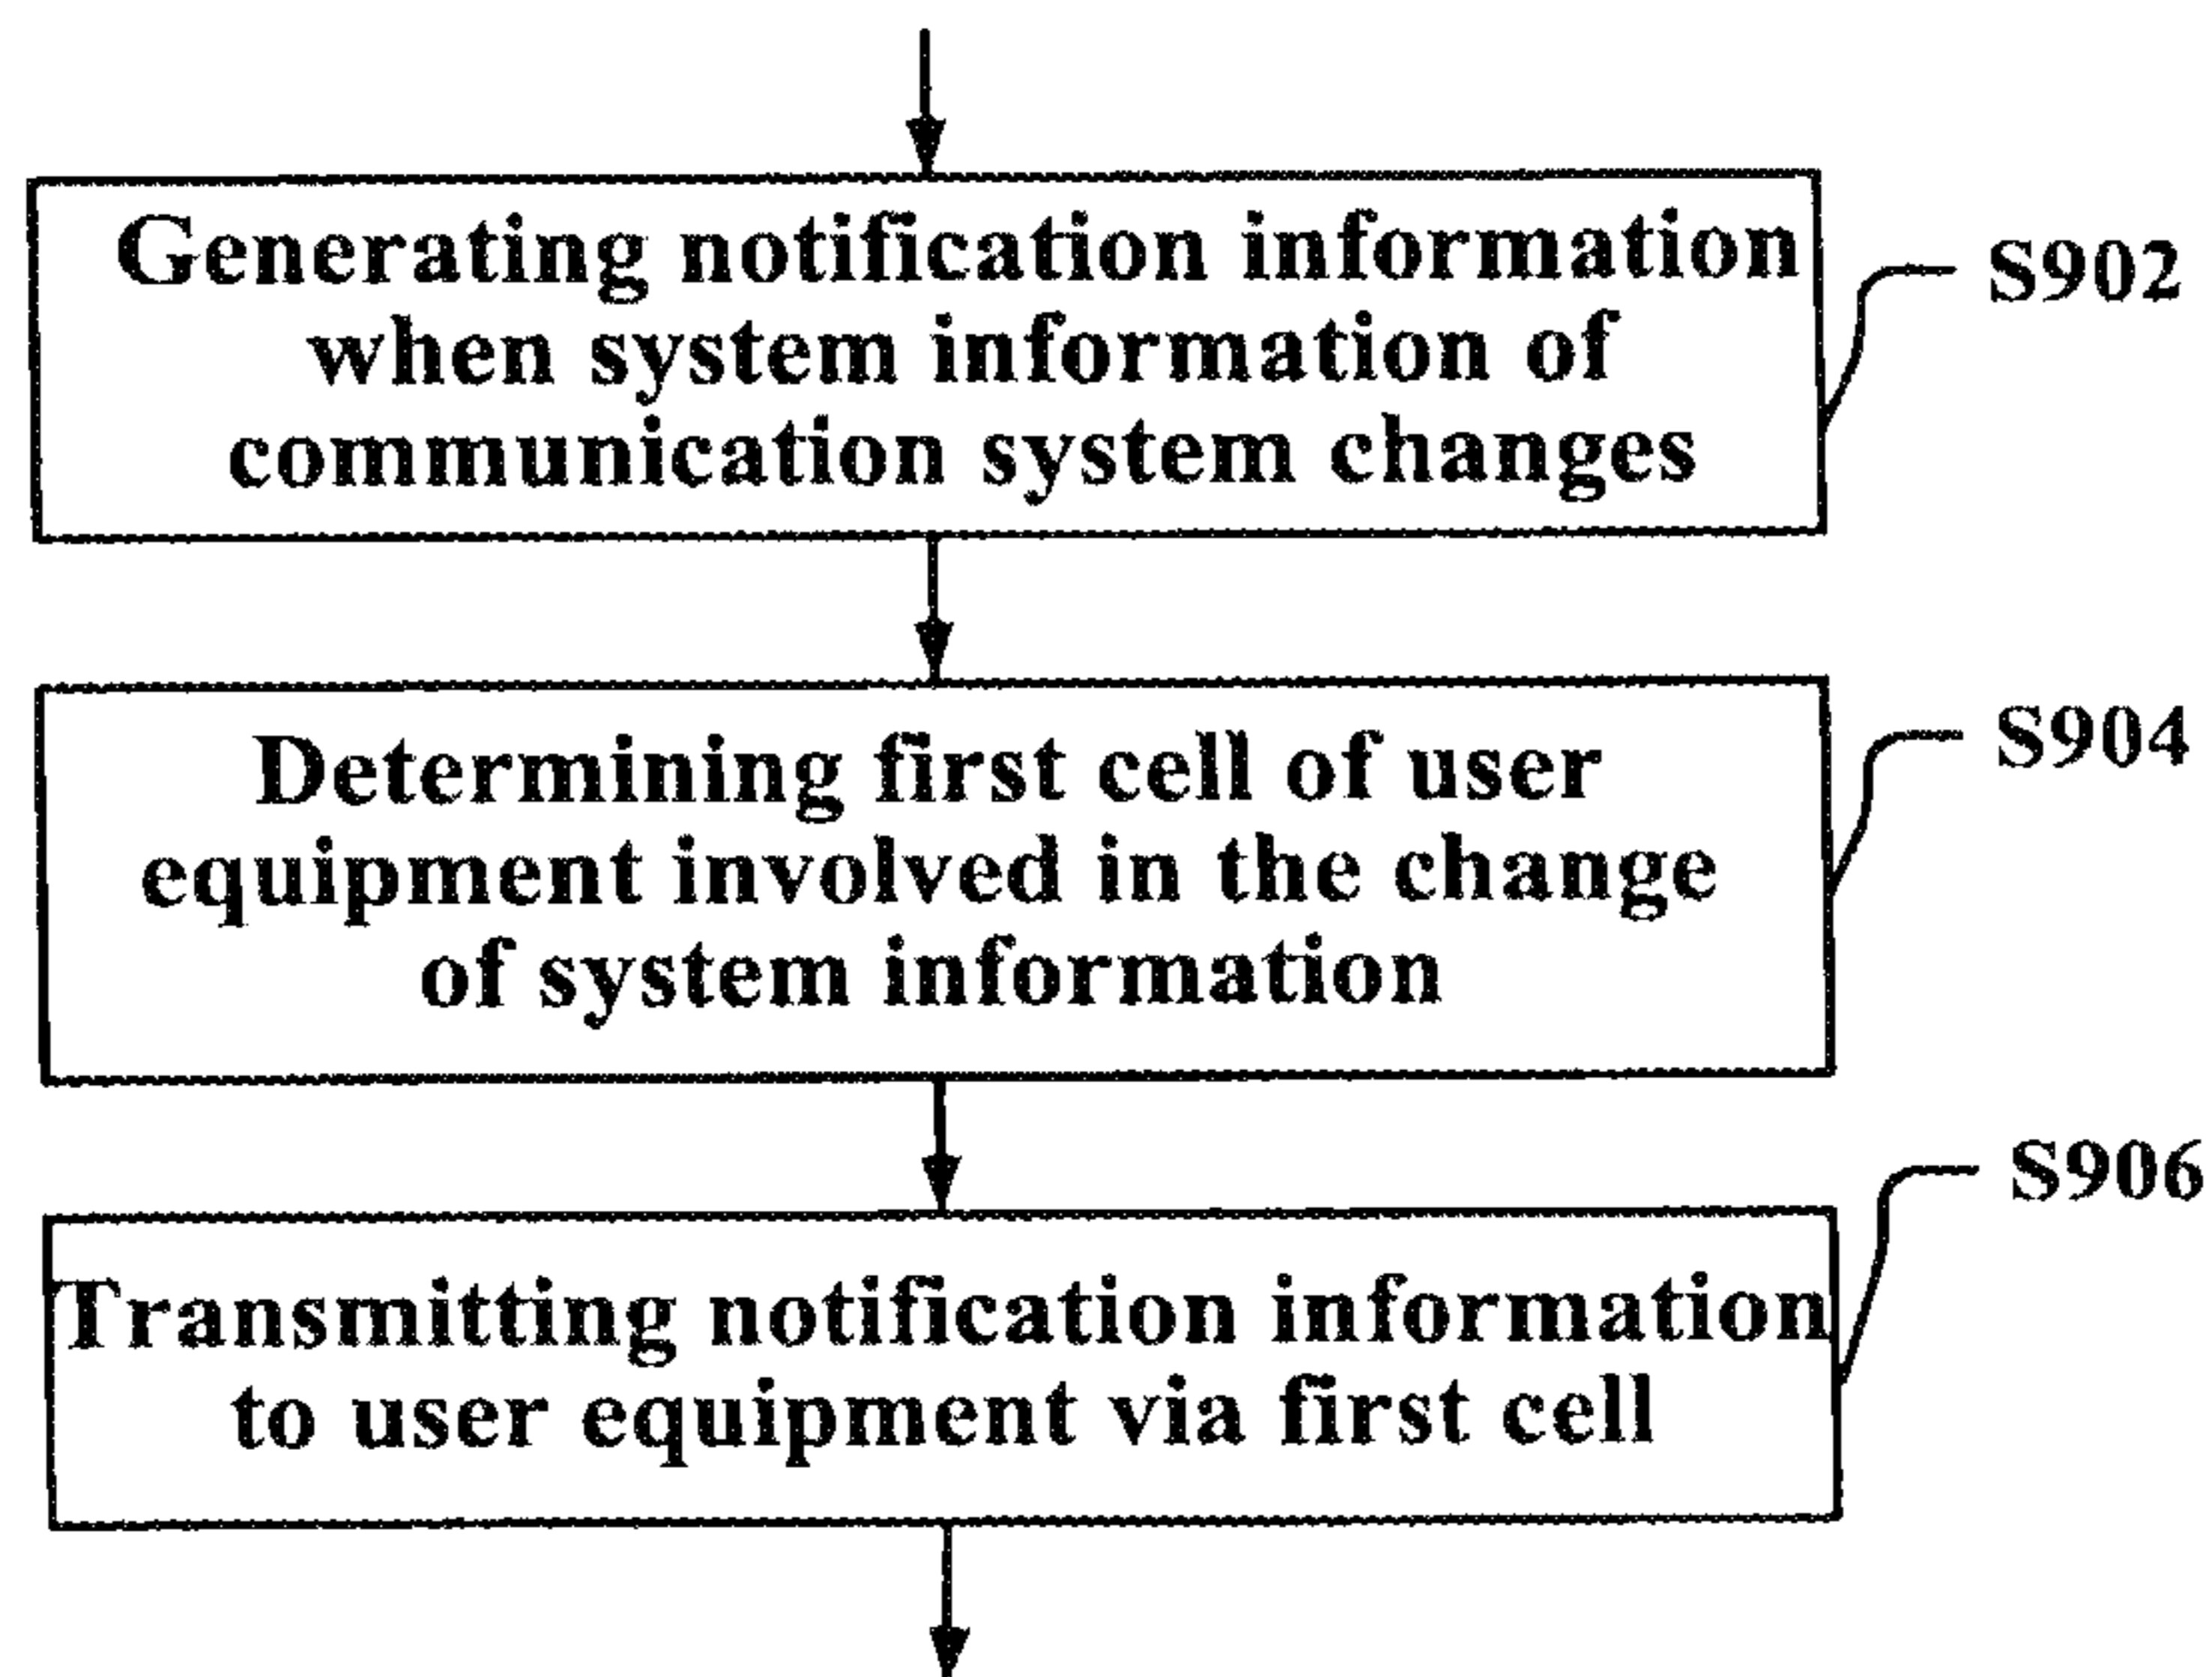 Generating notification information
when system information of
communication system changes
S902
Determining first cell of user
equipment involved in the change
of system information
S904
Transmitting notification information
to user equipment via first cell
S906